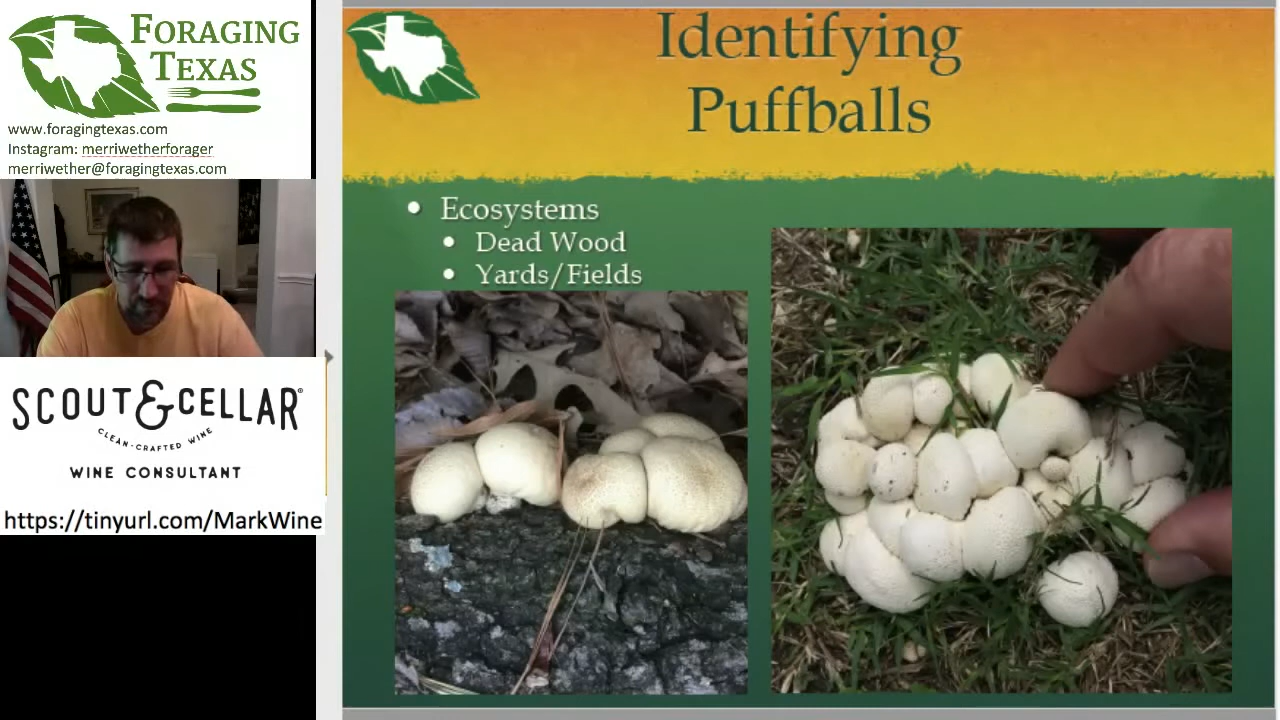 FORAGING
TEXAS
www.foragingtexas.com
Instagram: merriwetherforager
merriwether@foragingtexas.com
SCOUT&CELLAR®
CLEAN-CRAFTED WINE
WINE CONSULTANT
https://tinyurl.com/MarkWine
Identifying
Puffballs
• Ecosystems
• Dead Wood
• Yards/Fields